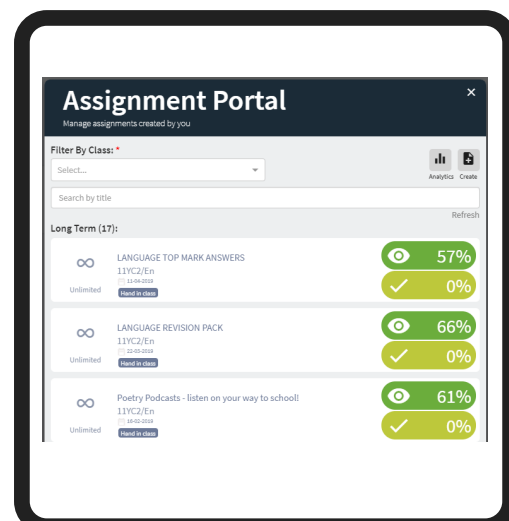 Assignment Portal
×
Manage assignments created by you
Filter By Class: *
Select...
Analytics Create
Search by title
Refresh
Long Term (17):
LANGUAGE TOP MARK ANSWERS
57%
11YC2/En
11-04-2019
Unlimited
Hand in class
0%
LANGUAGE REVISION PACK
66%
11YC2/En
22-03-2019
Unlimited
Hand in class
0%
Poetry Podcasts - listen on your way to school!
61%
11YC2/En
16-02-2019
Unlimited
Hand in class
0%